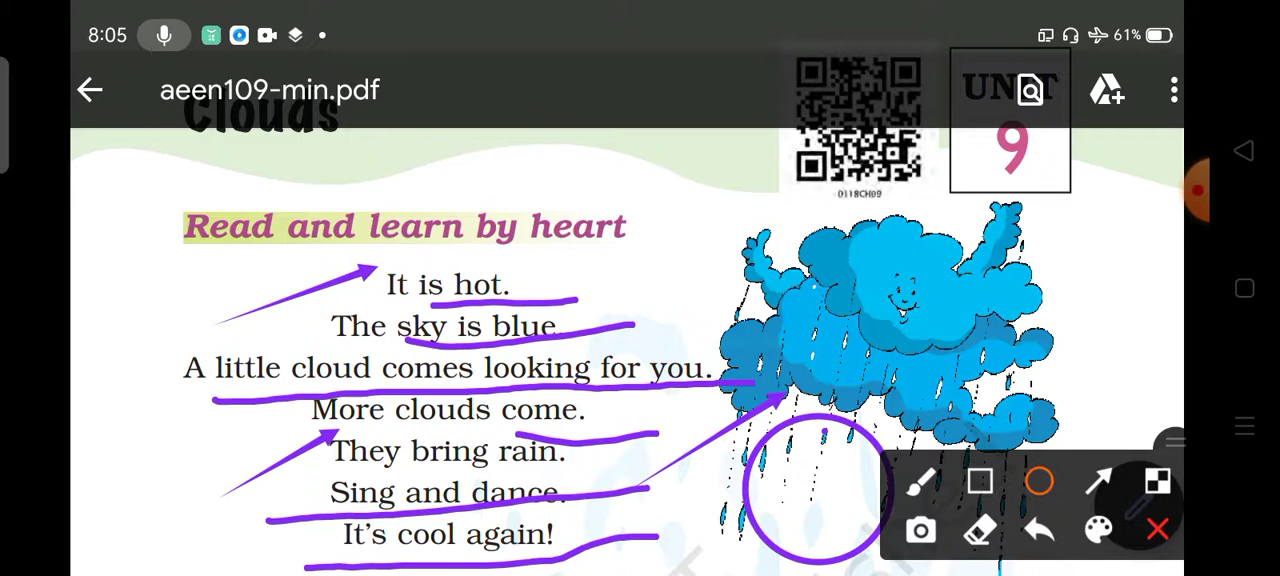 8:05
61%
aeen109-min.pdf
Clouds
UNIT
9
0118CH09
Read and learn by heart
It is hot.
The sky is blue.
A little cloud comes looking for you.
More clouds come.
They bring rain.
Sing and dance.
It's cool again!